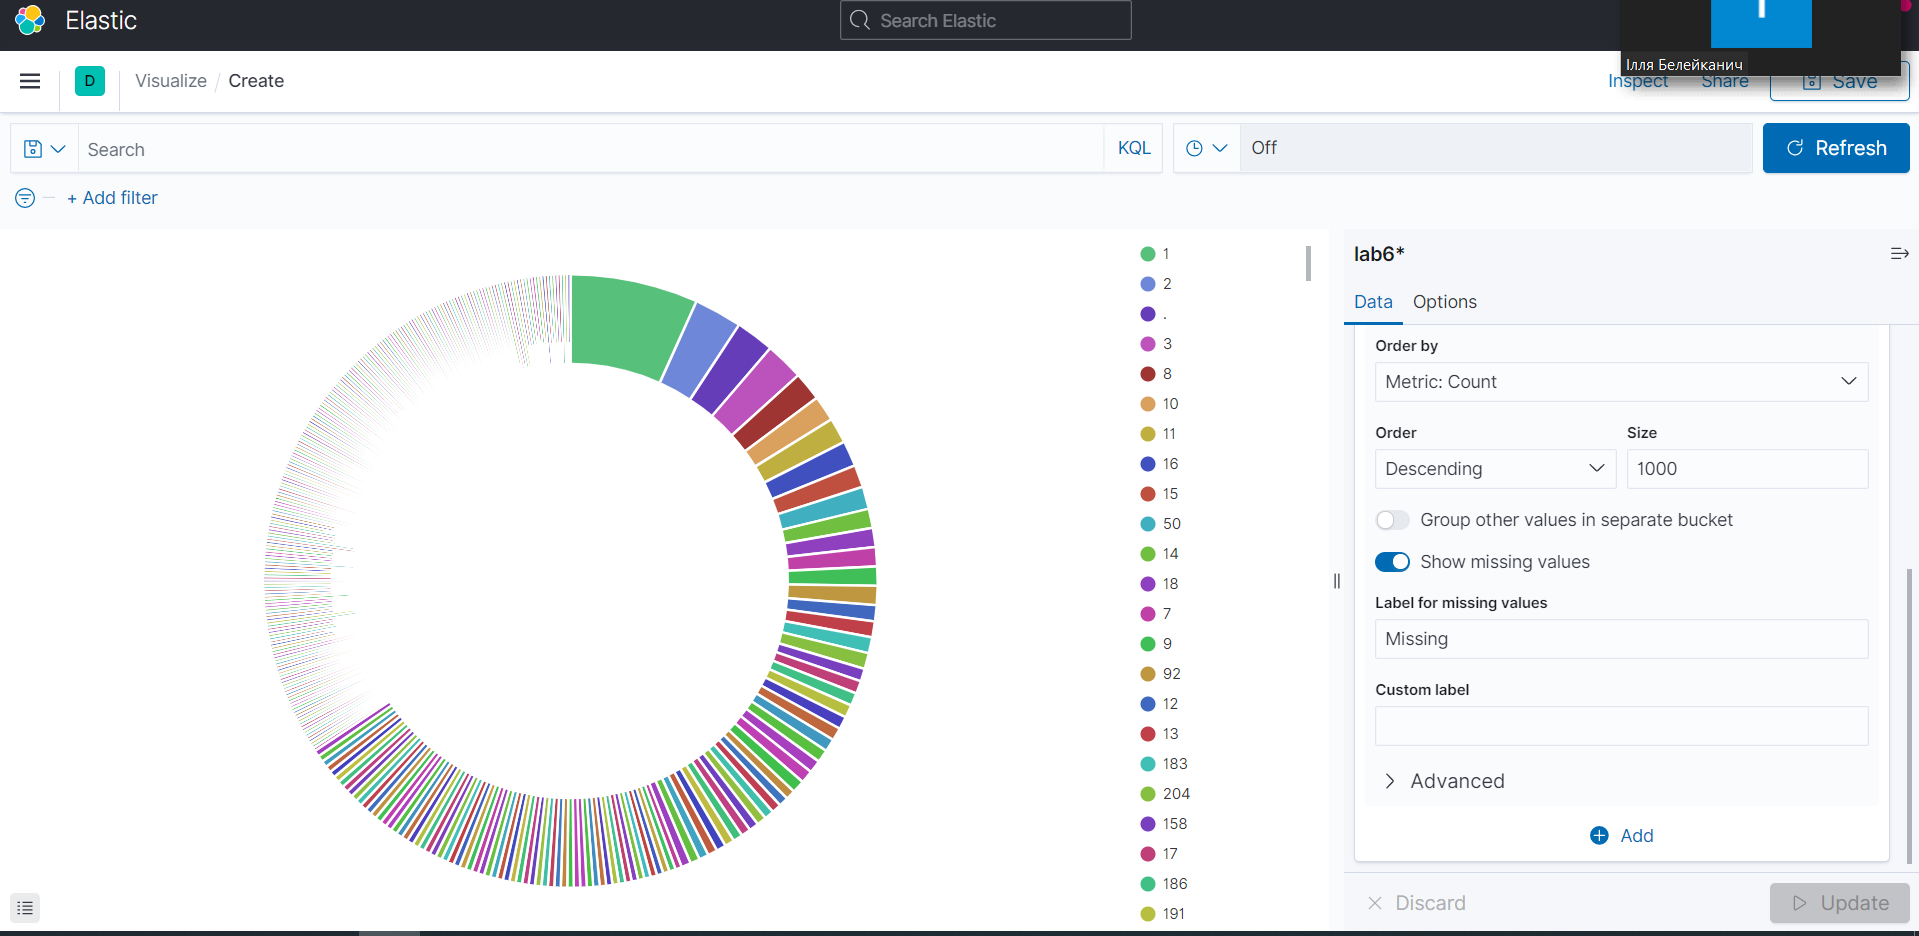 Elastic
Search Elastic
Ілля Белейканич
D
Visualize / Create
Inspect
Share
Save
Search
KQL
Off
Refresh
+ Add filter
1
2
.
3
8
10
11
16
15
50
14
18
7
9
92
12
13
183
204
158
17
186
191
lab6*
Data
Options
Order by
Metric: Count
Order
Size
Descending
1000
Group other values in separate bucket
Show missing values
Label for missing values
Missing
Custom label
Advanced
Add
Discard
Update